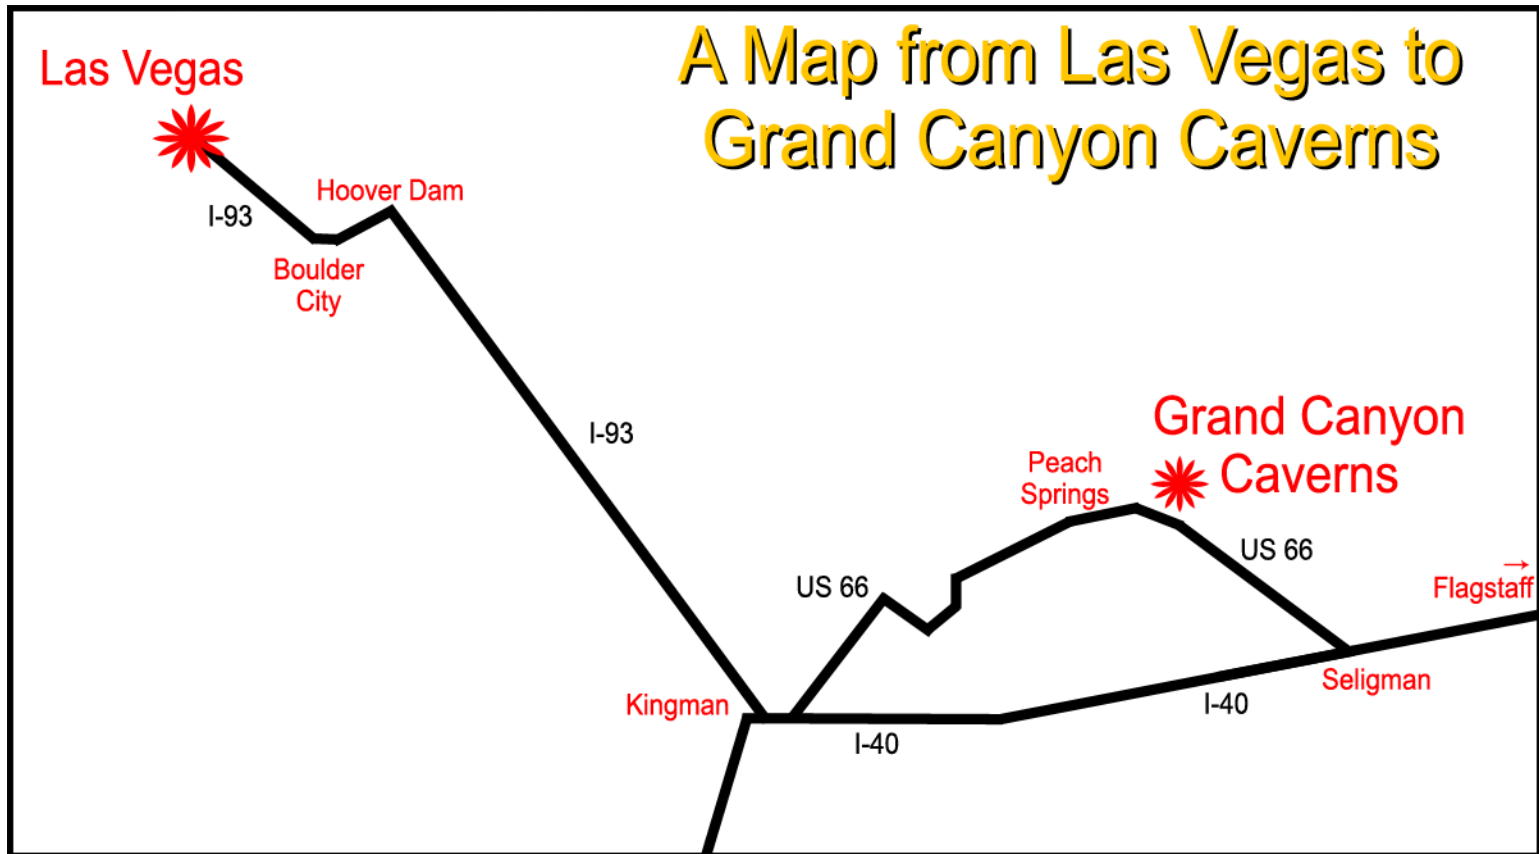 A Map from Las Vegas to
Grand Canyon Caverns
Las Vegas
Hoover Dam
I-93
Boulder
City
I-93
Grand Canyon
Caverns
Peach
Springs
US 66
US 66
→
Flagstaff
Seligman
Kingman
I-40
I-40